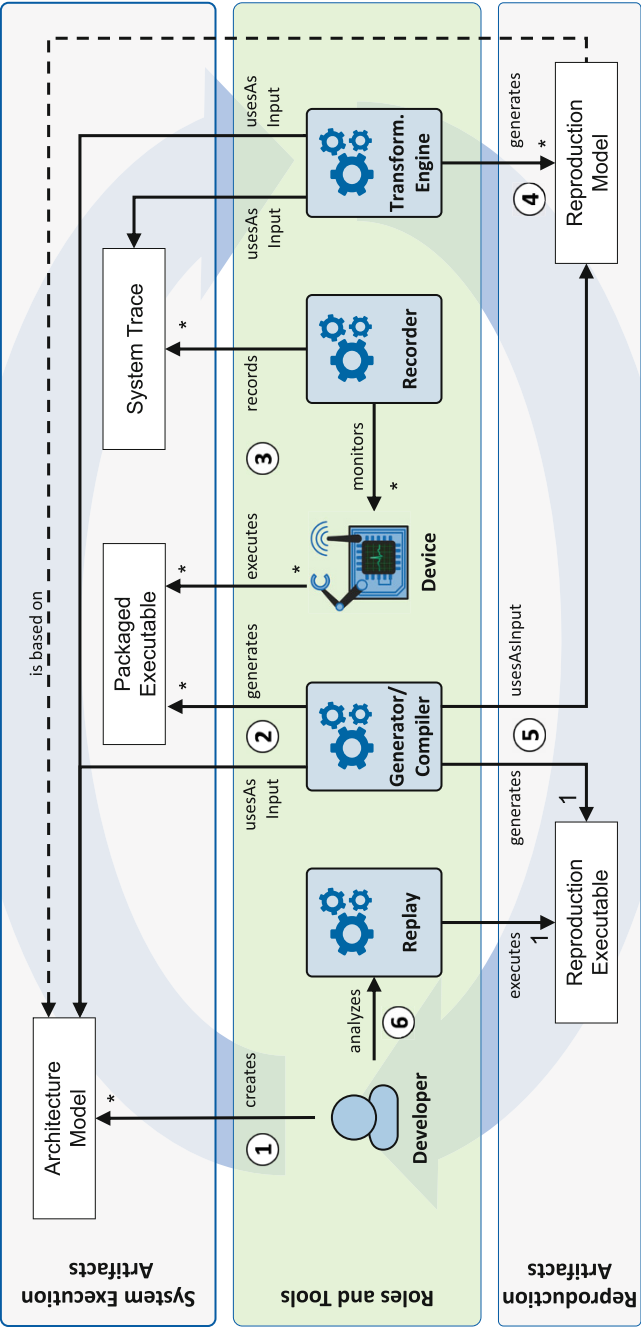 System Execution
Artifacts
Architecture
Model
*
is based on
Packaged
Executable
*
*
System Trace
*
creates
1
usesAs
Input
2
generates
executes
*
3
records
usesAs
Input
usesAs
Input
Roles and Tools
Developer
analyzes
6
Replay
Generator/
Compiler
Device
monitors
*
Recorder
Transform.
Engine
Reproduction
Artifacts
executes
1
Reproduction
Executable
generates
1
5
usesAsInput
4
generates
*
Reproduction
Model